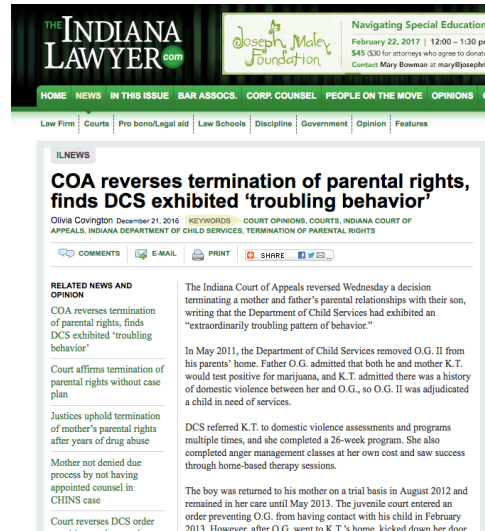 THE INDIANA
LAWYER.com
Joseph Maley
Foundation
Navigating Special Education
February 22, 2017 | 12:00 – 1:30 p
$45 ($30 for attorneys who agree to donat
Contact Mary Bowman at mary@joseph
HOME NEWS IN THIS ISSUE BAR ASSOCS. CORP. COUNSEL PEOPLE ON THE MOVE OPINIONS
Law Firm Courts Pro bono/Legal aid Law Schools Discipline Government Opinion Features
ILNEWS
COA reverses termination of parental rights,
finds DCS exhibited ‘troubling behavior’
Olivia Covington December 21, 2016 KEYWORDS COURT OPINIONS, COURTS, INDIANA COURT OF
APPEALS, INDIANA DEPARTMENT OF CHILD SERVICES, TERMINATION OF PARENTAL RIGHTS
COMMENTS E-MAIL PRINT SHARE
RELATED NEWS AND
OPINION
COA reverses termination
of parental rights, finds
DCS exhibited ‘troubling
behavior’
Court affirms termination of
parental rights without case
plan
Justices uphold termination
of mother’s parental rights
after years of drug abuse
Mother not denied due
process by not having
appointed counsel in
CHINS case
Court reverses DCS order
The Indiana Court of Appeals reversed Wednesday a decision
terminating a mother and father’s parental relationships with their son,
writing that the Department of Child Services had exhibited an
“extraordinarily troubling pattern of behavior.”
In May 2011, the Department of Child Services removed O.G. II from
his parents’ home. Father O.G. admitted that both he and mother K.T.
would test positive for marijuana, and K.T. admitted there was a history
of domestic violence between her and O.G., so O.G. II was adjudicated
a child in need of services.
DCS referred K.T. to domestic violence assessments and programs
multiple times, and she completed a 26-week program. She also
completed anger management classes at her own cost and saw success
through home-based therapy sessions.
The boy was returned to his mother on a trial basis in August 2012 and
remained in her care until May 2013. The juvenile court entered an
order preventing O.G. from having contact with his child in February
2013. However, after O.G. went to K.T.’s home, kicked down her door